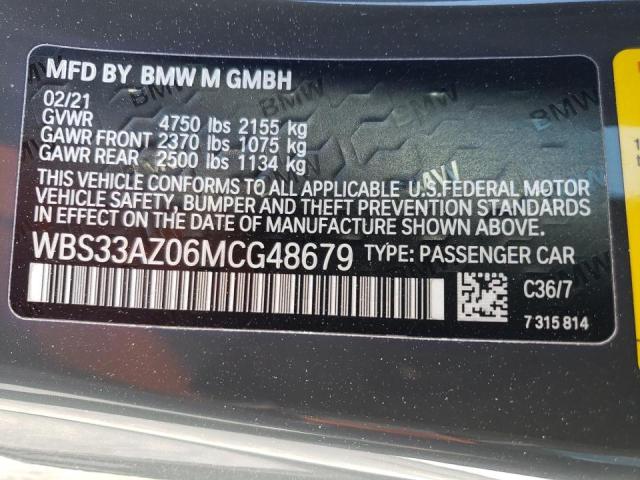 MFD BY BMW M GMBH
02/21
GVWR 4750 lbs 2155 kg
GAWR FRONT 2370 lbs 1075 kg
GAWR REAR 2500 lbs 1134 kg
THIS VEHICLE CONFORMS TO ALL APPLICABLE U.S.FEDERAL MOTOR
VEHICLE SAFETY, BUMPER AND THEFT PREVENTION STANDARDS
IN EFFECT ON THE DATE OF MANUFACTURE SHOWN ABOVE.
WBS33AZ06MCG48679 TYPE: PASSENGER CAR
C36/7
7 315 814